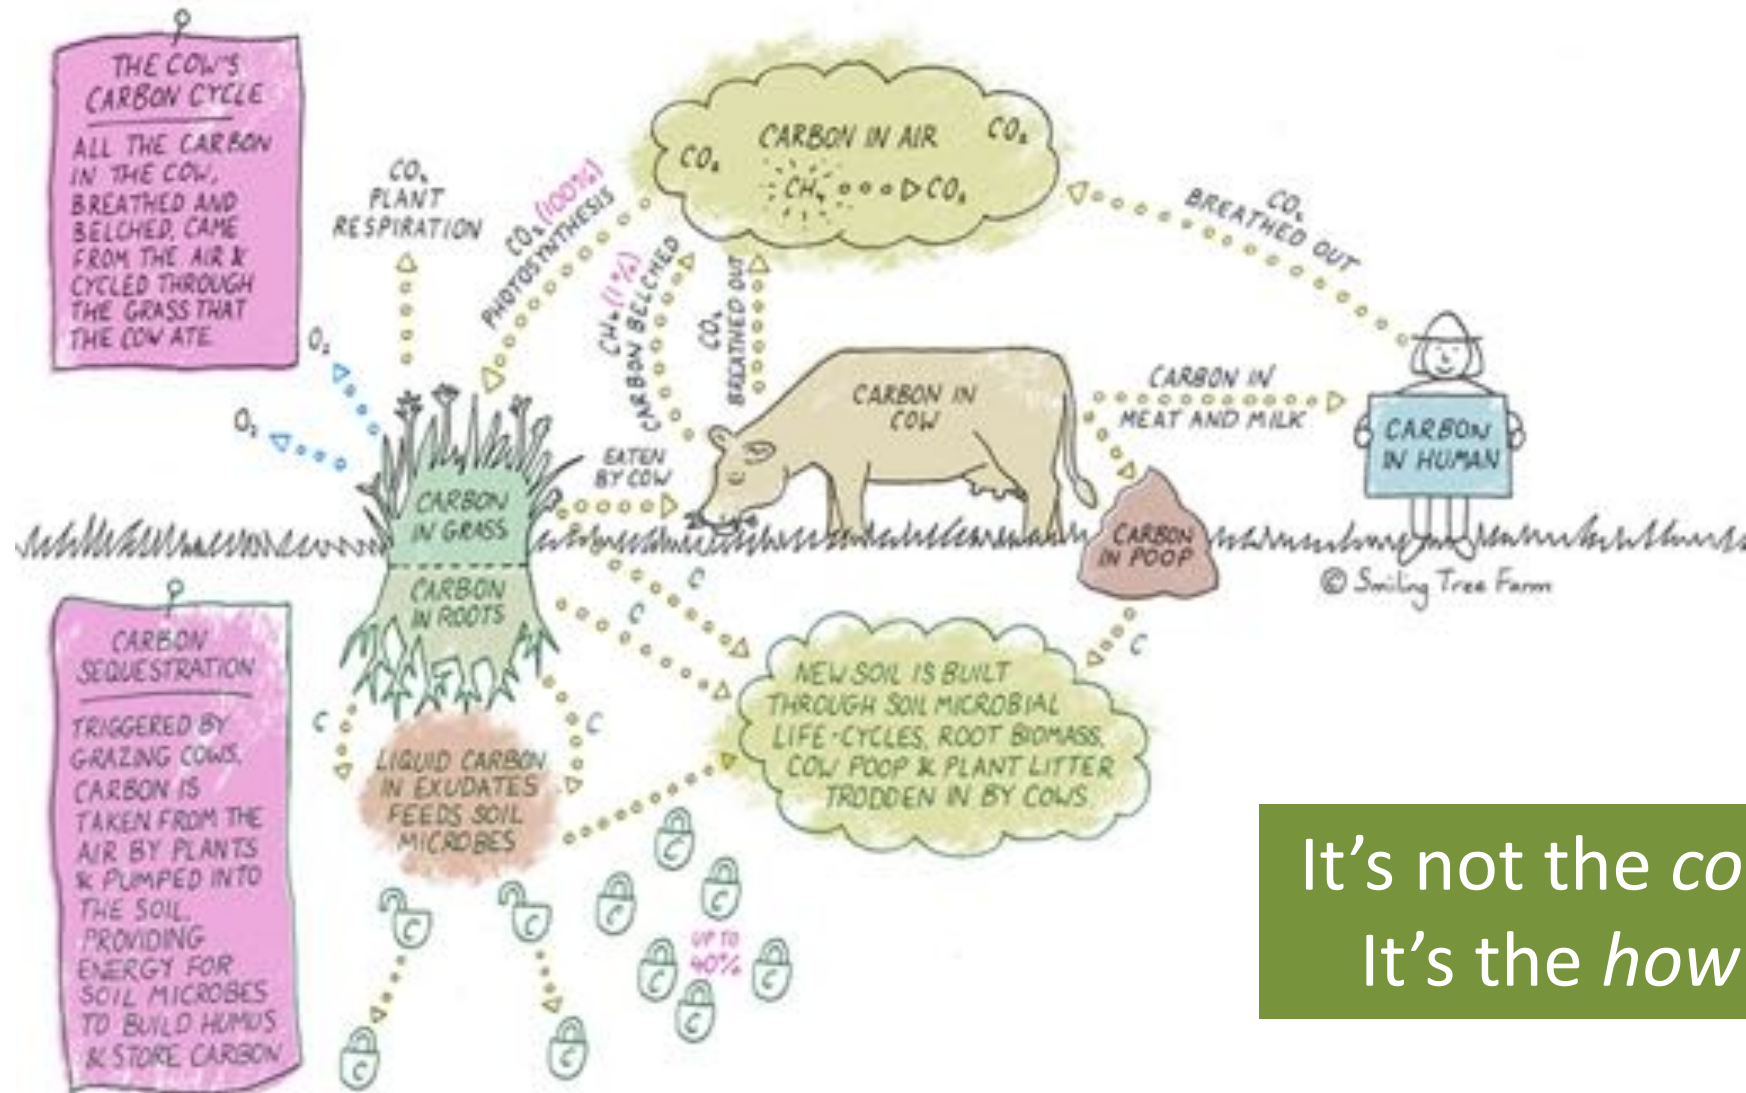 THE COW'S
CARBON CYCLE
ALL THE CARBON
IN THE COW,
BREATHED AND
BELCHED, CAME
FROM THE AIR &
CYCLED THROUGH
THE GRASS THAT
THE COW ATE
CO₂
PLANT
RESPIRATION
CO₂ (100%)
PHOTOSYNTHESIS
CARBON IN AIR
CO₂
CO₂
CH₄ CO₂
CH₄ (1%)
CARBON BELCHED
CO₂
BREATHED OUT
CO₂
BREATHED OUT
O₂
O₂
EATEN
BY COW
CARBON IN
COW
CARBON IN
MEAT AND MILK
CARBON
IN HUMAN
CARBON
IN GRASS
CARBON
IN ROOTS
CARBON
IN POOP
© Smiling Tree Farm
C
C
C
C
C
CARBON
SEQUESTRATION
TRIGGERED BY
GRAZING COWS,
CARBON IS
TAKEN FROM THE
AIR BY PLANTS
& PUMPED INTO
THE SOIL,
PROVIDING
ENERGY FOR
SOIL MICROBES
TO BUILD HUMUS
& STORE CARBON
LIQUID CARBON
IN EXUDATES
FEEDS SOIL
MICROBES
NEW SOIL IS BUILT
THROUGH SOIL MICROBIAL
LIFE-CYCLES, ROOT BIOMASS,
COW POOP & PLANT LITTER
TRODDEN IN BY COWS
C
C
C
C
C
UP TO
40%
C
C
C
C
It's not the co
It's the how